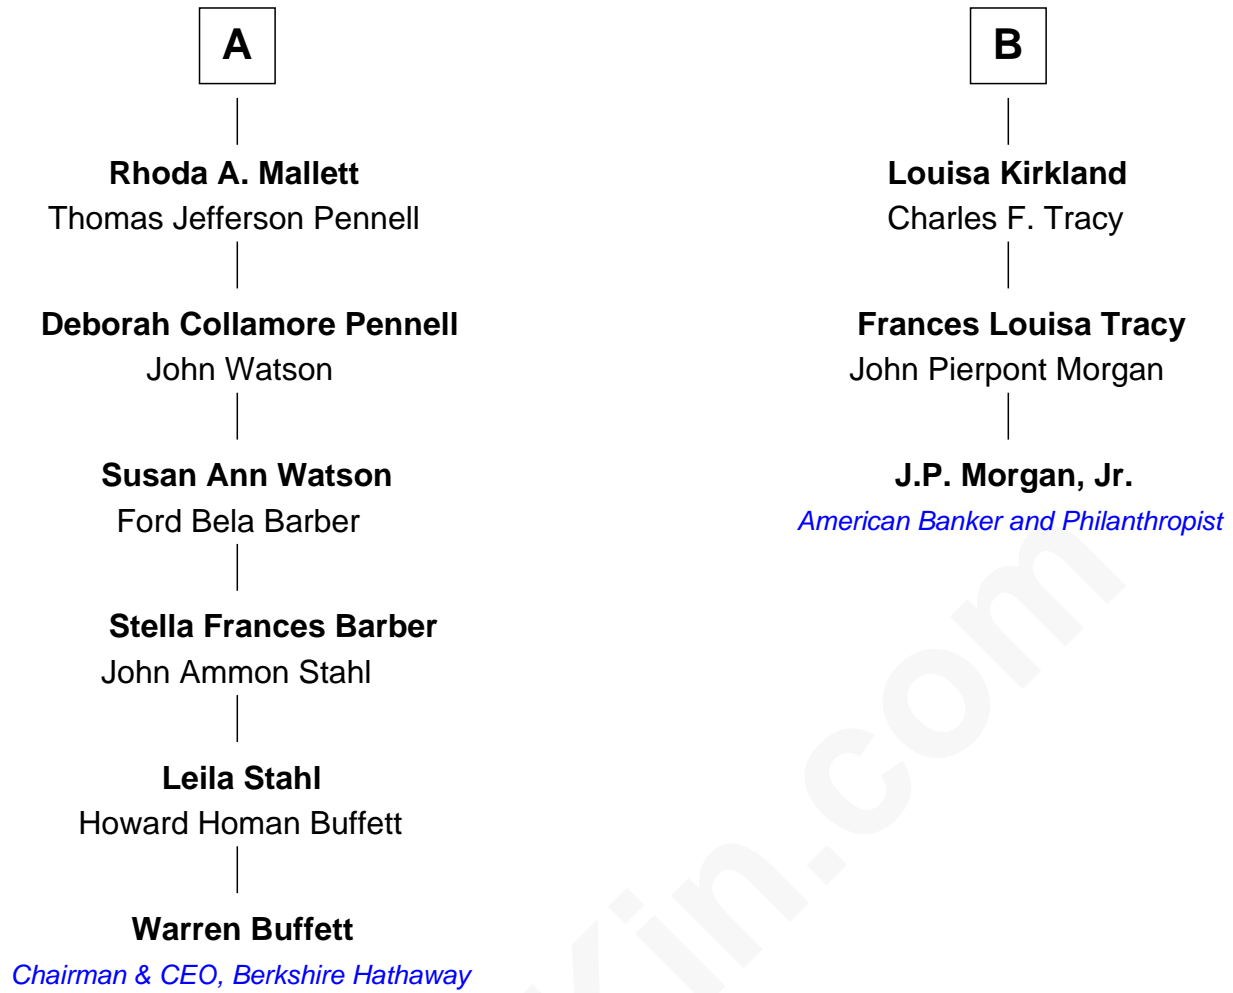 A
Rhoda A. Mallett
Thomas Jefferson Pennell
Deborah Collamore Pennell
John Watson
Susan Ann Watson
Ford Bela Barber
Stella Frances Barber
John Ammon Stahl
Leila Stahl
Howard Homan Buffett
Warren Buffett
Chairman & CEO, Berkshire Hathaway
B
Louisa Kirkland
Charles F. Tracy
Frances Louisa Tracy
John Pierpont Morgan
J.P. Morgan, Jr.
American Banker and Philanthropist
Kin.com